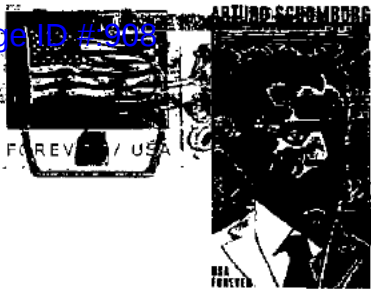 ge ID #:908
ARTURO SCHOMBURG
FOREVER / USA
USA
FOREVER